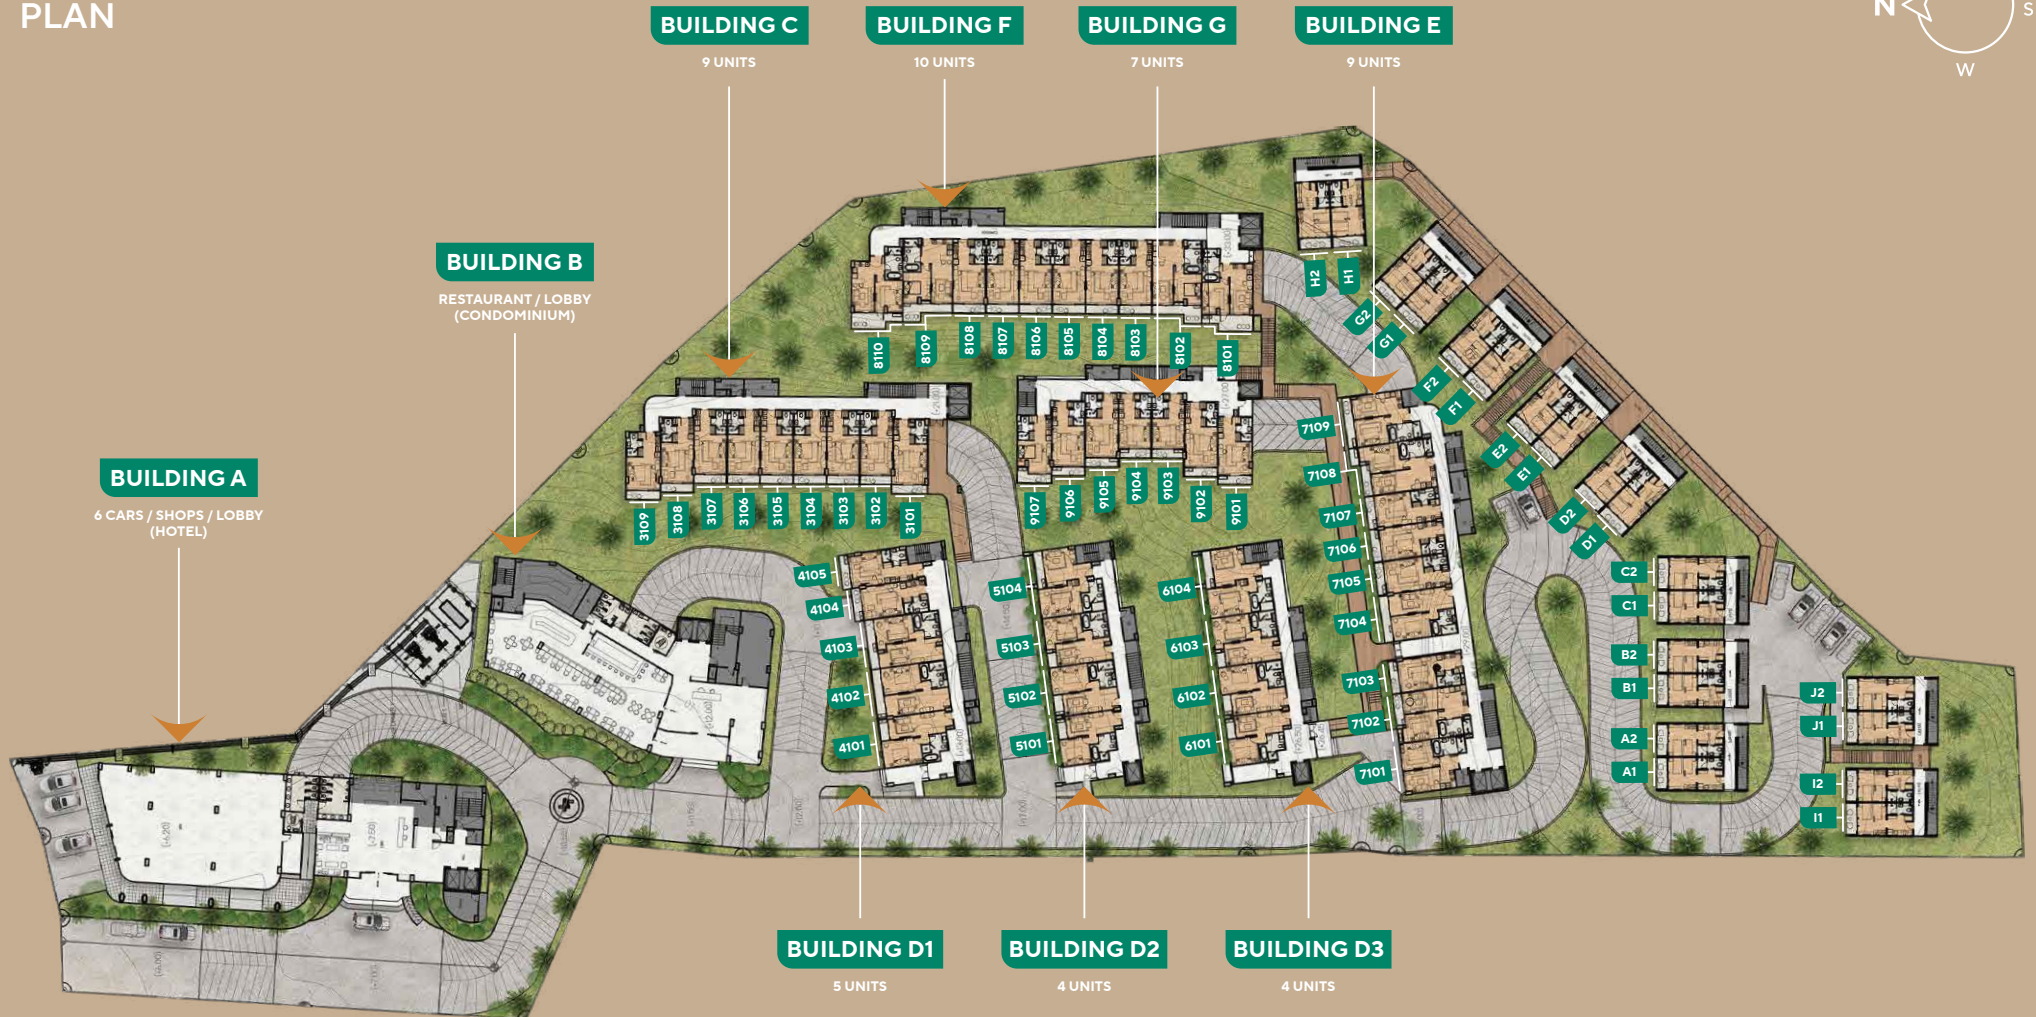 PLAN
N
S
W
BUILDING C
9 UNITS
BUILDING F
10 UNITS
BUILDING G
7 UNITS
BUILDING E
9 UNITS
BUILDING B
RESTAURANT / LOBBY
(CONDOMINIUM)
BUILDING A
6 CARS / SHOPS / LOBBY
(HOTEL)
H2
H1
G2
G1
F2
F1
E2
E1
D2
D1
8110
8109
8108
8107
8106
8105
8104
8103
8102
8101
3109
3108
3107
3106
3105
3104
3103
3102
3101
9107
9106
9105
9104
9103
9102
9101
7109
7108
7107
7106
7105
7104
7103
7102
7101
4105
4104
4103
4102
4101
5104
5103
5102
5101
6104
6103
6102
6101
C2
C1
B2
B1
A2
A1
J2
J1
I2
I1
BUILDING D1
5 UNITS
BUILDING D2
4 UNITS
BUILDING D3
4 UNITS